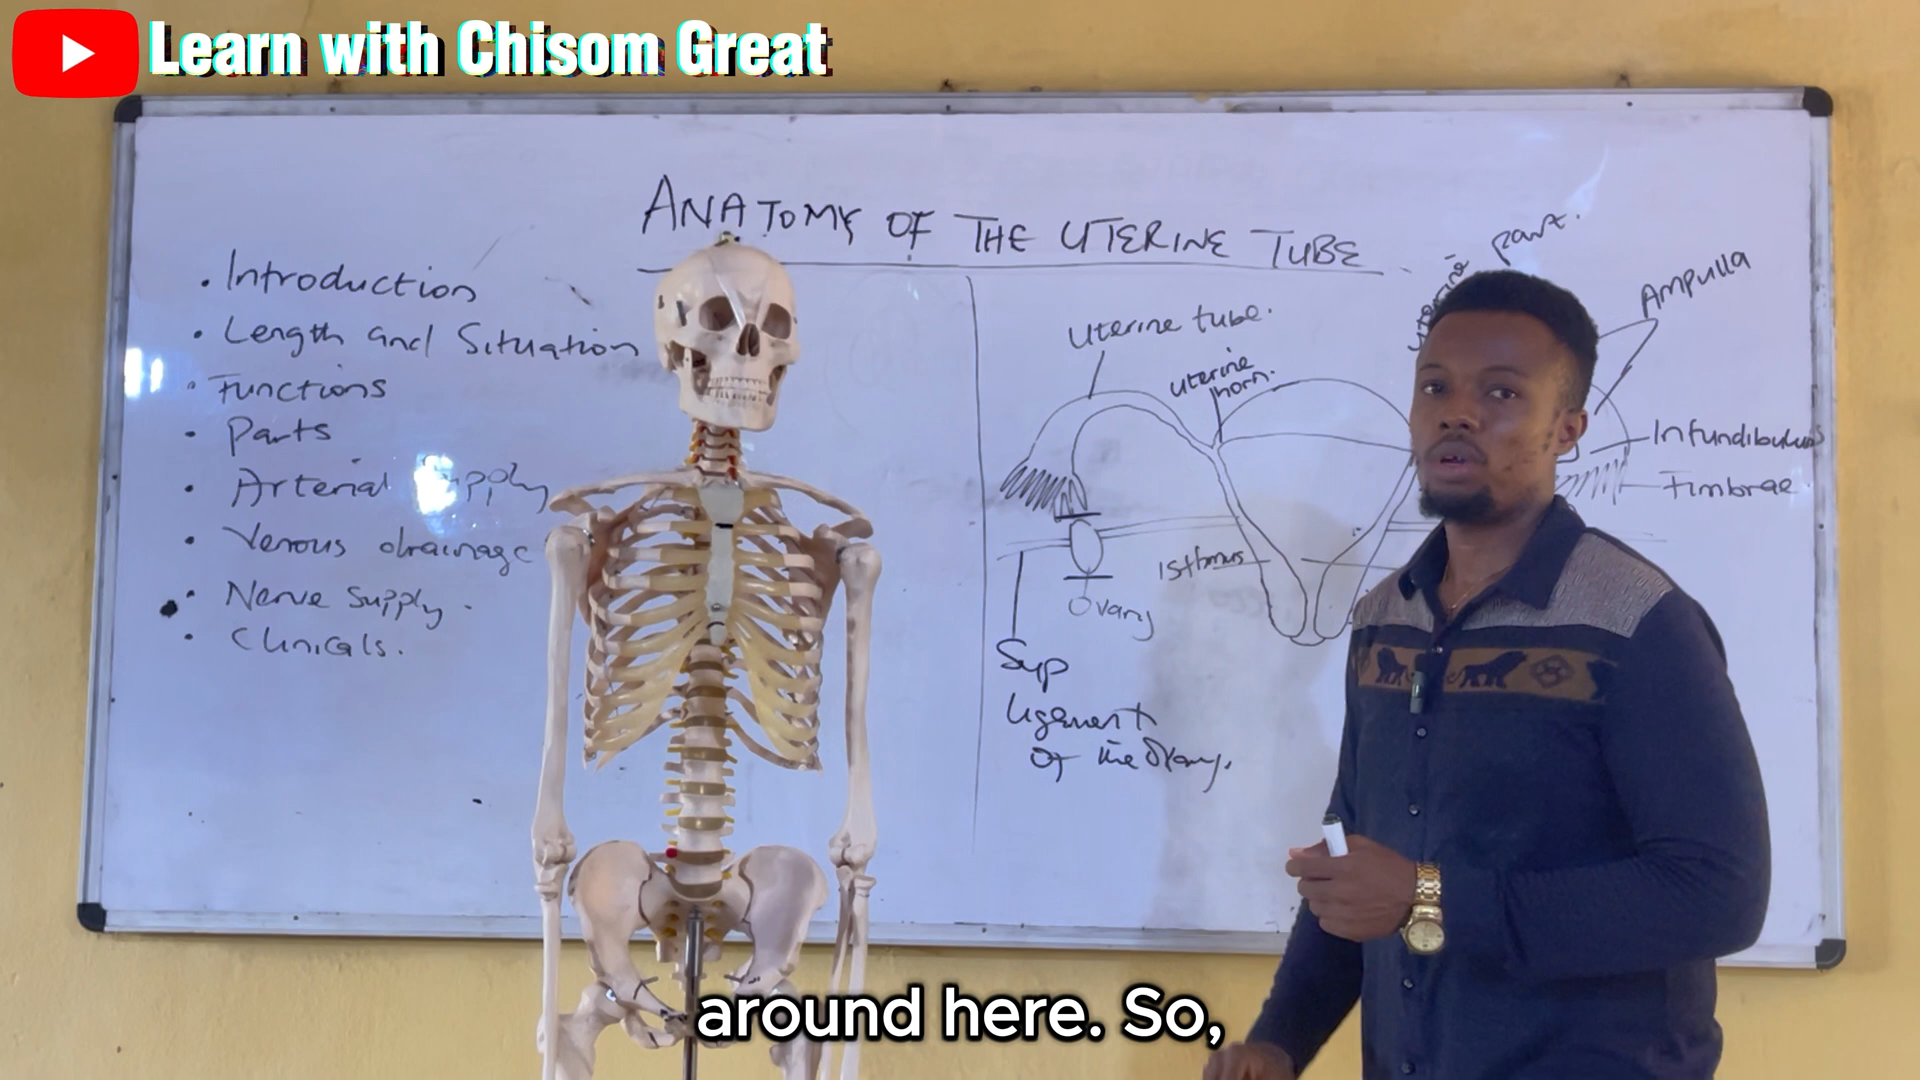 Learn with Chisom Great
ANATOMY OF THE UTERINE TUBE
• Introduction
• Length and Situation
• Functions
• Parts
• Arterial Supply
• Venous drainage
• Nerve Supply.
• Clinicals.
Uterine tube.
Uterine
horn.
Uterine part.
Ampulla
Infundibulum
Fimbrae
Isthmus
Ovary
Sup
ligament
of the Ovary.
around here. So,